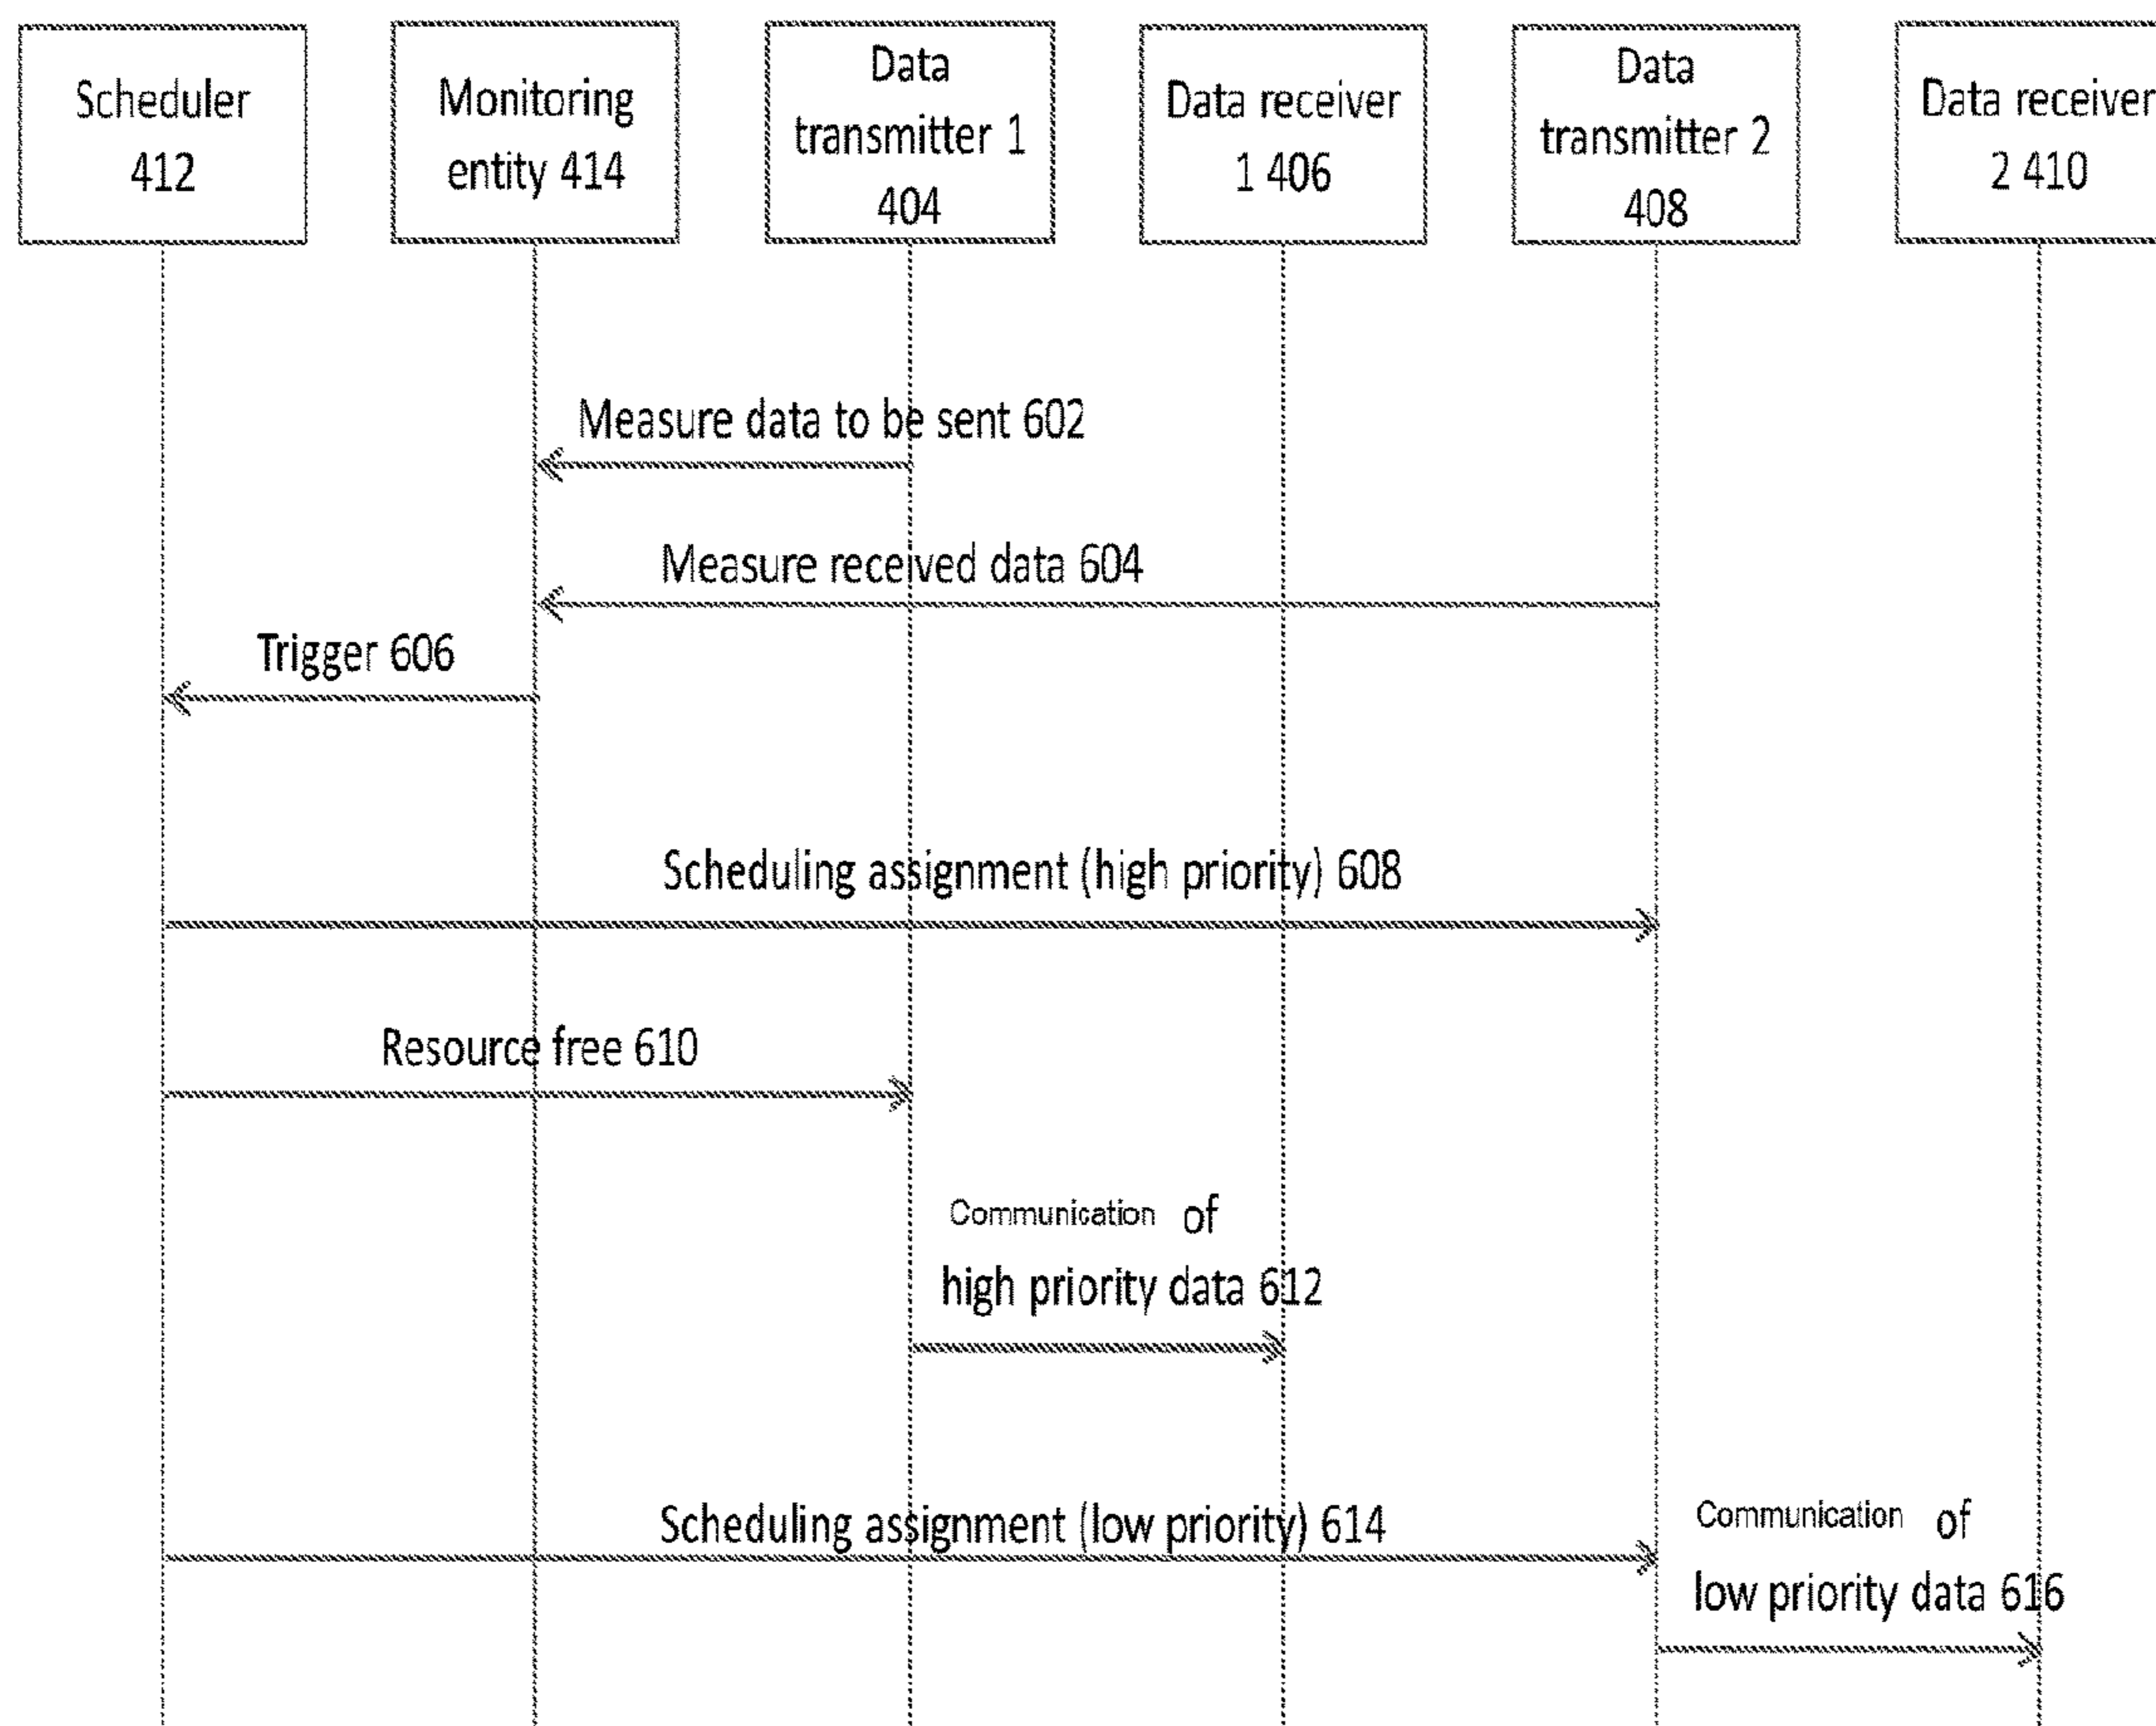 Scheduler
412
Monitoring
entity 414
Data
transmitter 1
404
Data receiver
1 406
Data
transmitter 2
408
Data receiver
2 410
Measure data to be sent 602
Measure received data 604
Trigger 606
Scheduling assignment (high priority) 608
Resource free 610
Communication of
high priority data 612
Scheduling assignment (low priority) 614
Communication of
low priority data 616